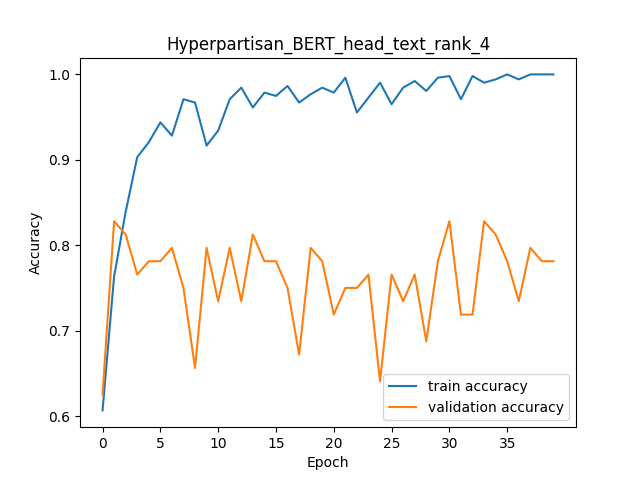 Hyperpartisan_BERT_head_text_rank_4
1.0
0.9
0.8
0.7
0.6
Accuracy
train accuracy
validation accuracy
0 5 10 15 20 25 30 35
Epoch